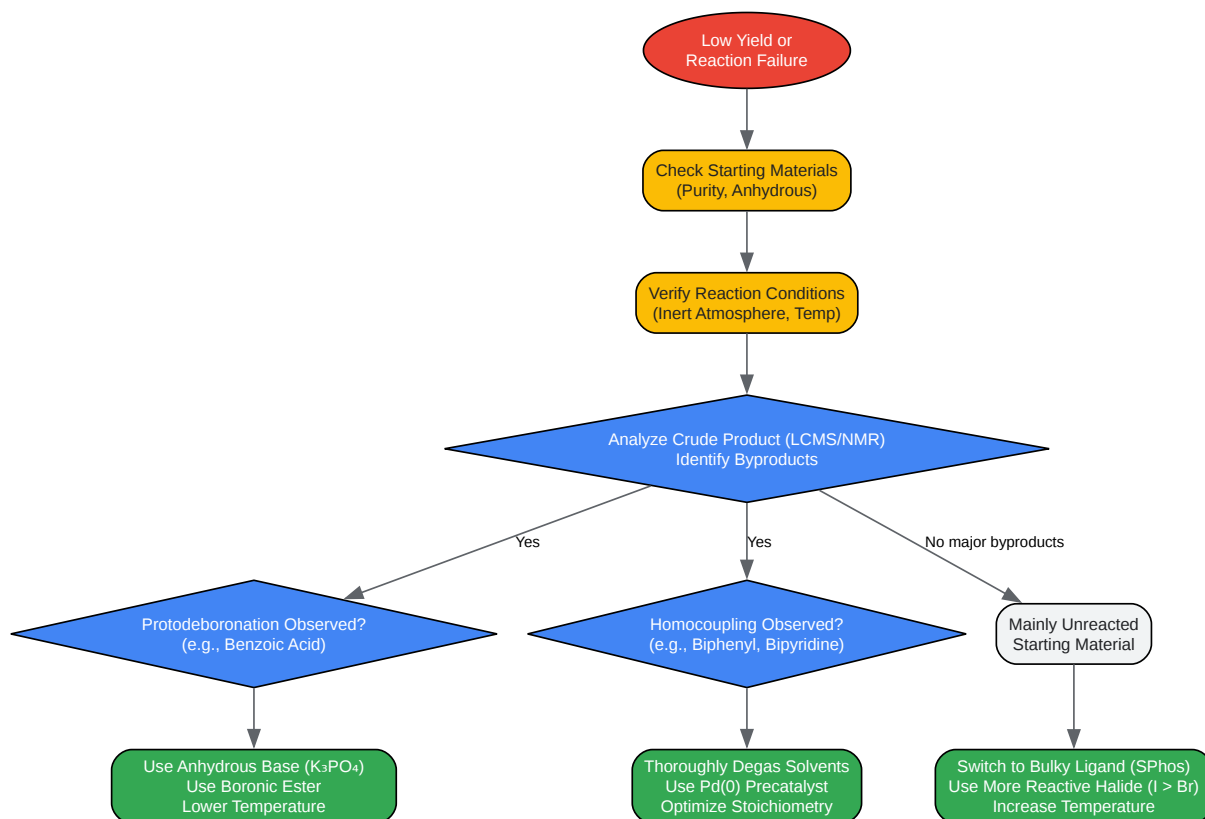 Low Yield or
Reaction Failure
Check Starting Materials
(Purity, Anhydrous)
Verify Reaction Conditions
(Inert Atmosphere, Temp)
Analyze Crude Product (LCMS/NMR)
Identify Byproducts
Yes
Yes
No major byproducts
Protodeboronation Observed?
(e.g., Benzoic Acid)
Homocoupling Observed?
(e.g., Biphenyl, Bipyridine)
Mainly Unreacted
Starting Material
Use Anhydrous Base (K₃PO₄)
Use Boronic Ester
Lower Temperature
Thoroughly Degas Solvents
Use Pd(0) Precatalyst
Optimize Stoichiometry
Switch to Bulky Ligand (SPhos)
Use More Reactive Halide (I > Br)
Increase Temperature